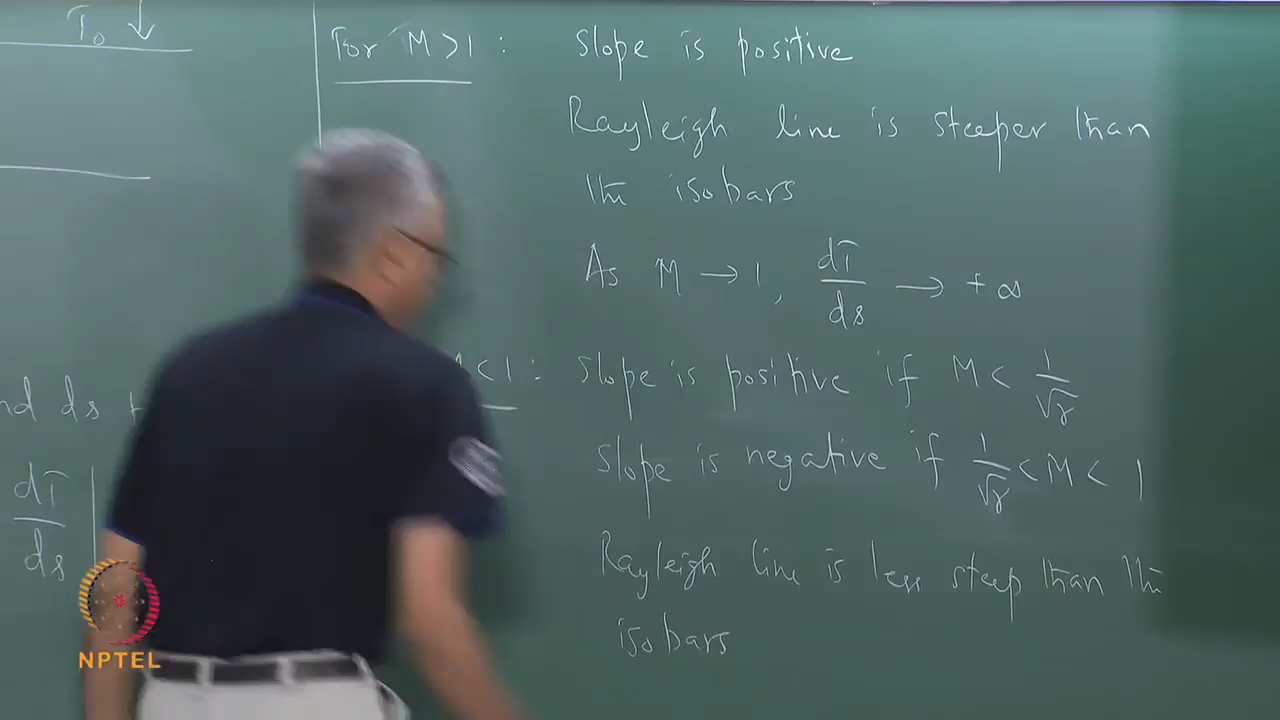 T₀ ↓
For M > 1 : Slope is positive
Rayleigh line is steeper than
the isobars
As M → 1, dT/ds → + ∞
< 1 : Slope is positive if M < 1/√γ
Slope is negative if 1/√γ < M < 1
Rayleigh line is less steep than the
isobars
ds
dT/ds |
NPTEL